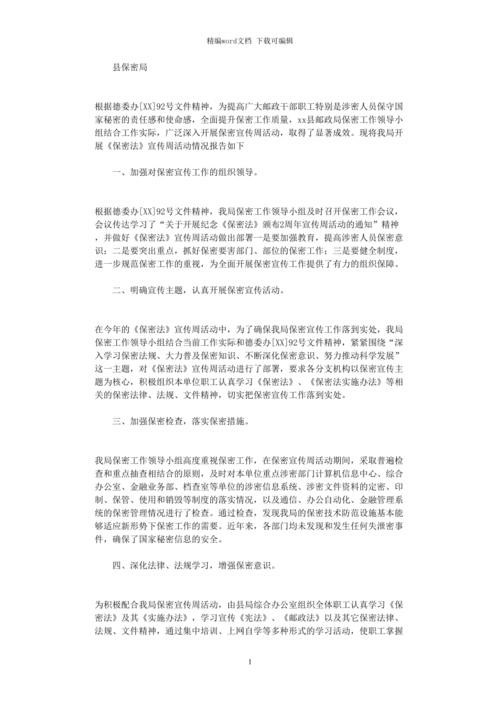 精编word文档 下载可编辑
县保密局
根据德委办[XX]92号文件精神，为提高广大邮政干部职工特别是涉密人员保守国
家秘密的责任感和使命感，全面提升保密工作质量，xx县邮政局保密工作领导小
组结合工作实际，广泛深入开展保密宣传周活动，取得了显著成效。现将我局开
展《保密法》宣传周活动情况报告如下
一、加强对保密宣传工作的组织领导。
根据德委办[XX]92号文件精神，我局保密工作领导小组及时召开保密工作会议，
会议传达学习了“关于开展纪念《保密法》颁布2周年宣传周活动的通知”精神
，并做好《保密法》宣传周活动做出部署一是要加强教育，提高涉密人员保密意
识；二是要突出重点，抓好保密要害部门、部位的保密工作；三是要健全制度，
进一步规范保密工作的重视，为全面开展保密宣传工作提供了有力的组织保障。
二、明确宣传主题，认真开展保密宣传活动。
在今年的《保密法》宣传周活动中，为了确保我局保密宣传工作落到实处，我局
保密工作领导小组结合当前工作实际和德委办[XX]92号文件精神，紧紧围绕“深
入学习保密法规、大力普及保密知识、不断深化保密意识、努力推动科学发展”
这一主题，对《保密法》宣传周活动进行了部署，要求各分支机构以保密宣传主
题为核心，积极组织本单位职工认真学习《保密法》、《保密法实施办法》等相
关的保密法律、法规、文件精神，切实把保密宣传工作落到实处。
三、加强保密检查，落实保密措施。
我局保密工作领导小组高度重视保密工作，在保密宣传周活动期间，采取普遍检
查和重点抽查相结合的原则，及时对本单位重点涉密部门计算机信息中心、综合
办公室、金融业务部、档查室等单位的涉密信息系统、涉密文件资料的定密、印
制、保管、使用和销毁等制度的落实情况，以及通信、办公自动化、金融管理系
统的保密管理情况进行了检查。通过检查，发现我局的保密技术防范设施基本能
够适应新形势下保密工作的需要。近年来，各部门均未发现和发生任何失泄密事
件，确保了国家秘密信息的安全。
四、深化法律、法规学习，增强保密意识。
为积极配合我局保密宣传周活动，由县局综合办公室组织全体职工认真学习《保
密法》及其《实施办法》，学习宣传《宪法》、《邮政法》以及其它保密法律、
法规、文件精神，通过集中培训、上网自学等多种形式的学习活动，使职工掌握
1